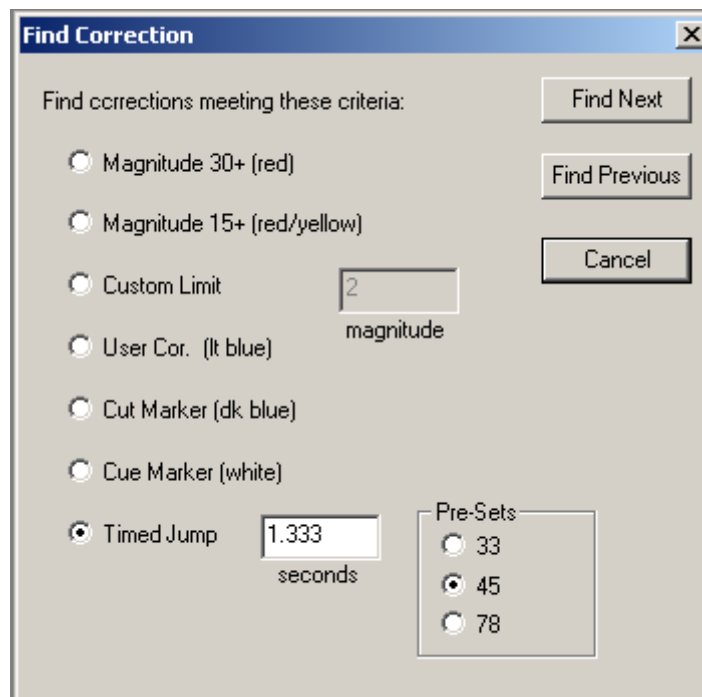 Find Correction
Find corrections meeting these criteria:
Find Next
Magnitude 30+ (red)
Find Previous
Magnitude 15+ (red/yellow)
Cancel
Custom Limit
2
magnitude
User Cor. (lt blue)
Cut Marker (dk blue)
Cue Marker (white)
Timed Jump
1.333
seconds
Pre-Sets
33
45
78